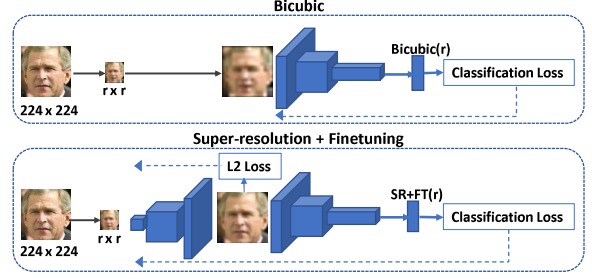 Bicubic
Bicubic(r)
Classification Loss
r x r
224 x 224
Super-resolution + Finetuning
L2 Loss
SR+FT(r)
Classification Loss
r x r
224 x 224